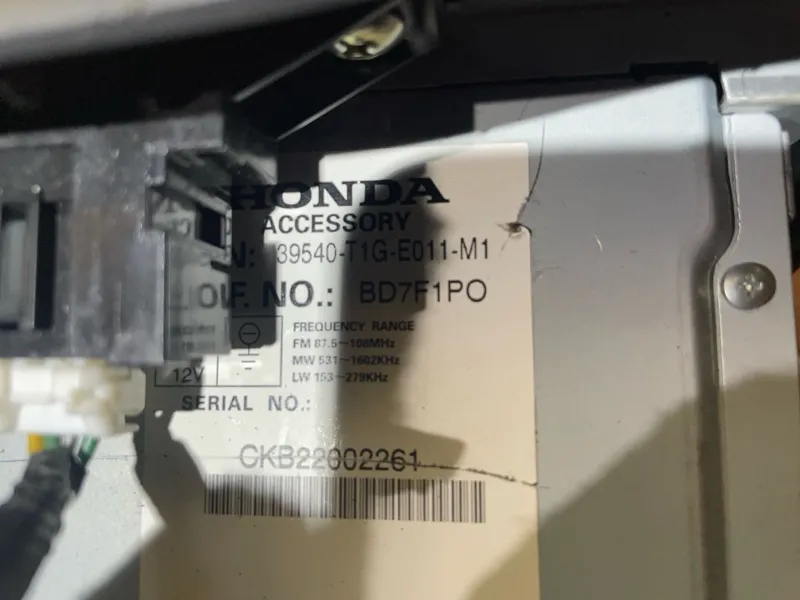 HONDA
ACCESSORY
39540-T1G-E011-M1
NO.: BD7F1PO
FREQUENCY RANGE
FM 87.5~108MHz
MW 531~1602KHz
LW 153~279KHz
12V
SERIAL NO.:
CKB22002261